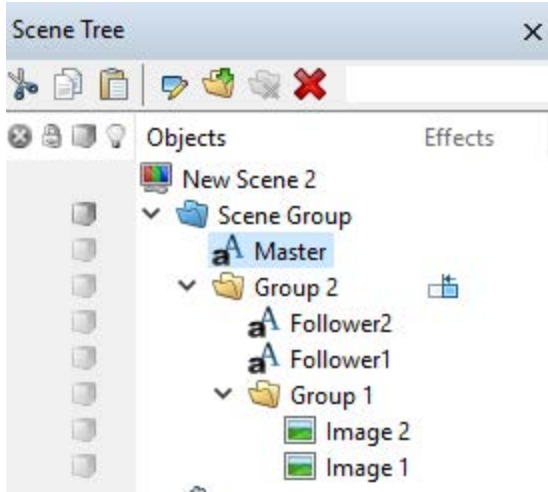 Scene Tree
Objects Effects
New Scene 2
Scene Group
Master
Group 2
Follower2
Follower1
Group 1
Image 2
Image 1